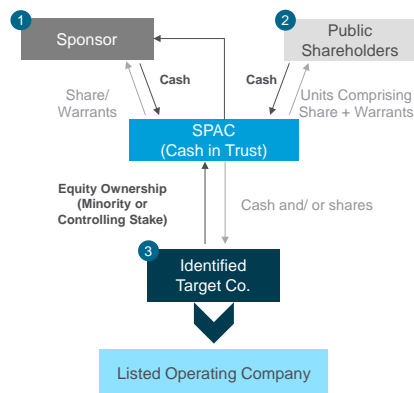 1
Sponsor
2
Public
Shareholders
Cash
Cash
Share/
Warrants
Units Comprising
Share + Warrants
SPAC
(Cash in Trust)
Equity Ownership
(Minority or
Controlling Stake)
Cash and/ or shares
3
Identified
Target Co.
Listed Operating Company